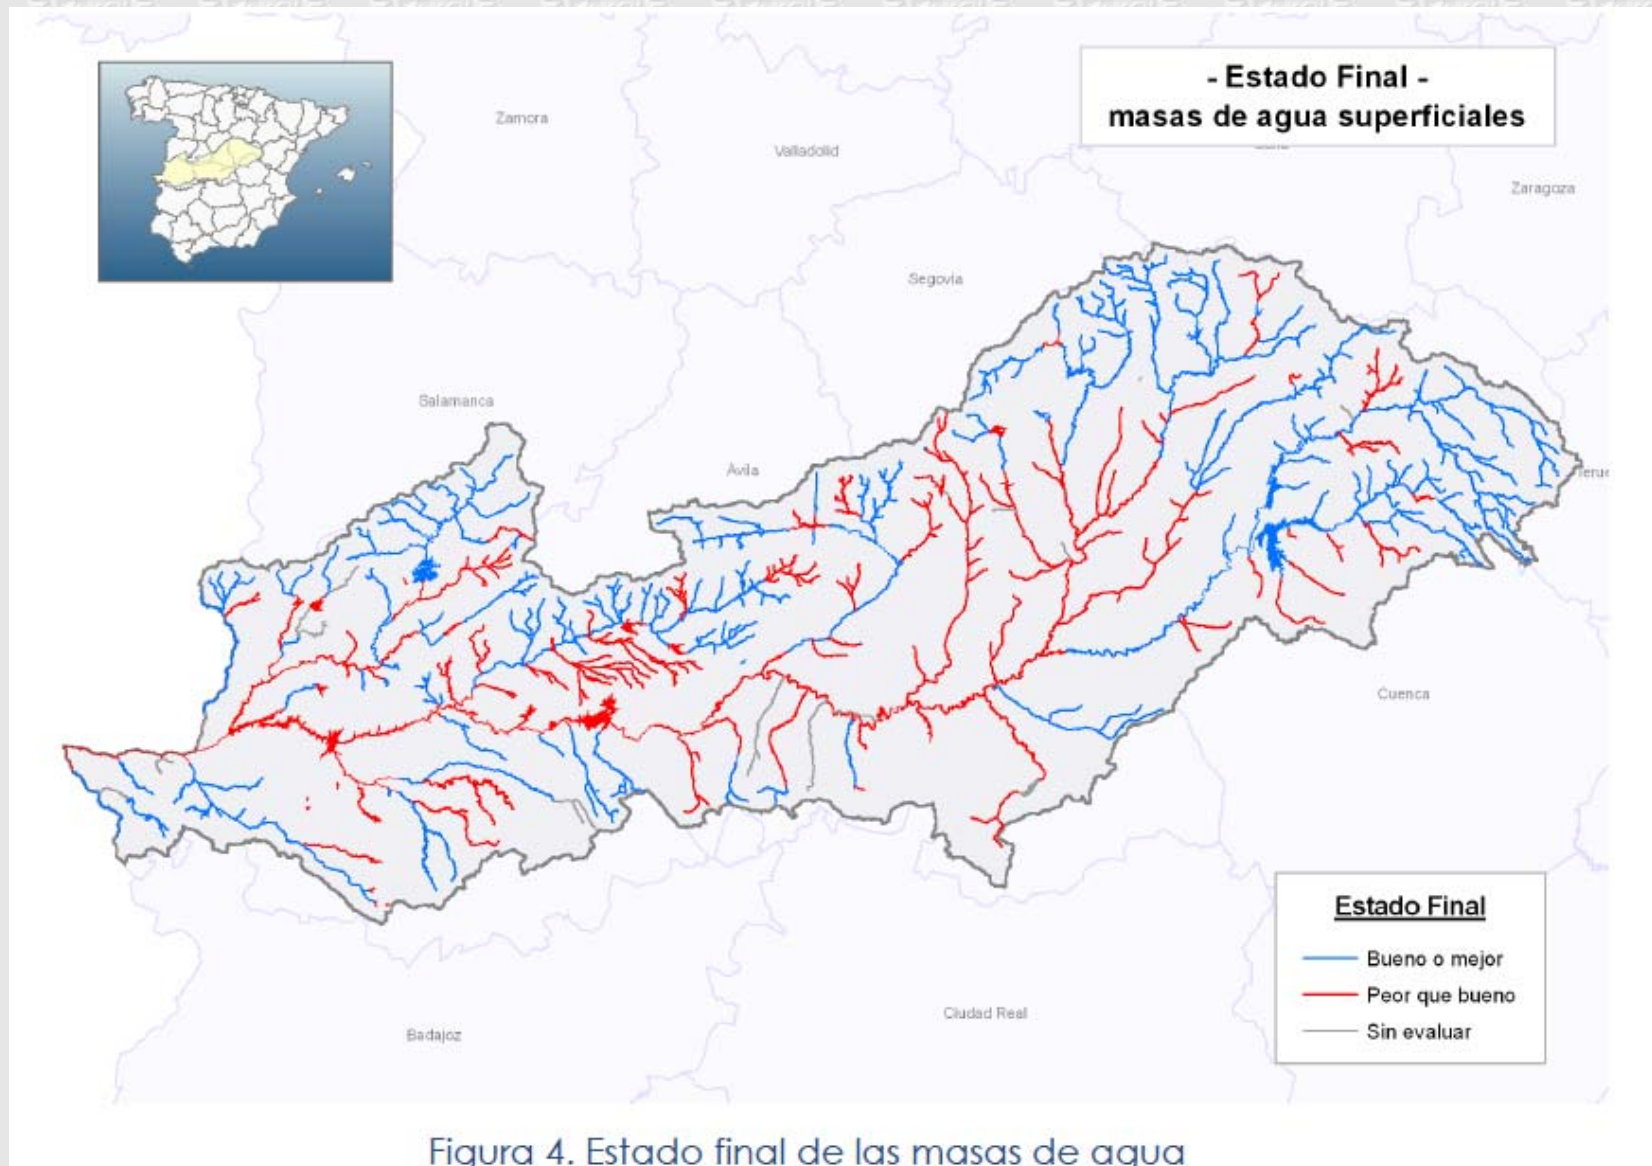 - Estado Final -
masas de agua superficiales
Zamora
Valladolid
Zaragoza
Segovia
Salamanca
Ávila
Cuenca
Ciudad Real
Badajoz
Estado Final
Bueno o mejor
Peor que bueno
Sin evaluar
Figura 4. Estado final de las masas de agua